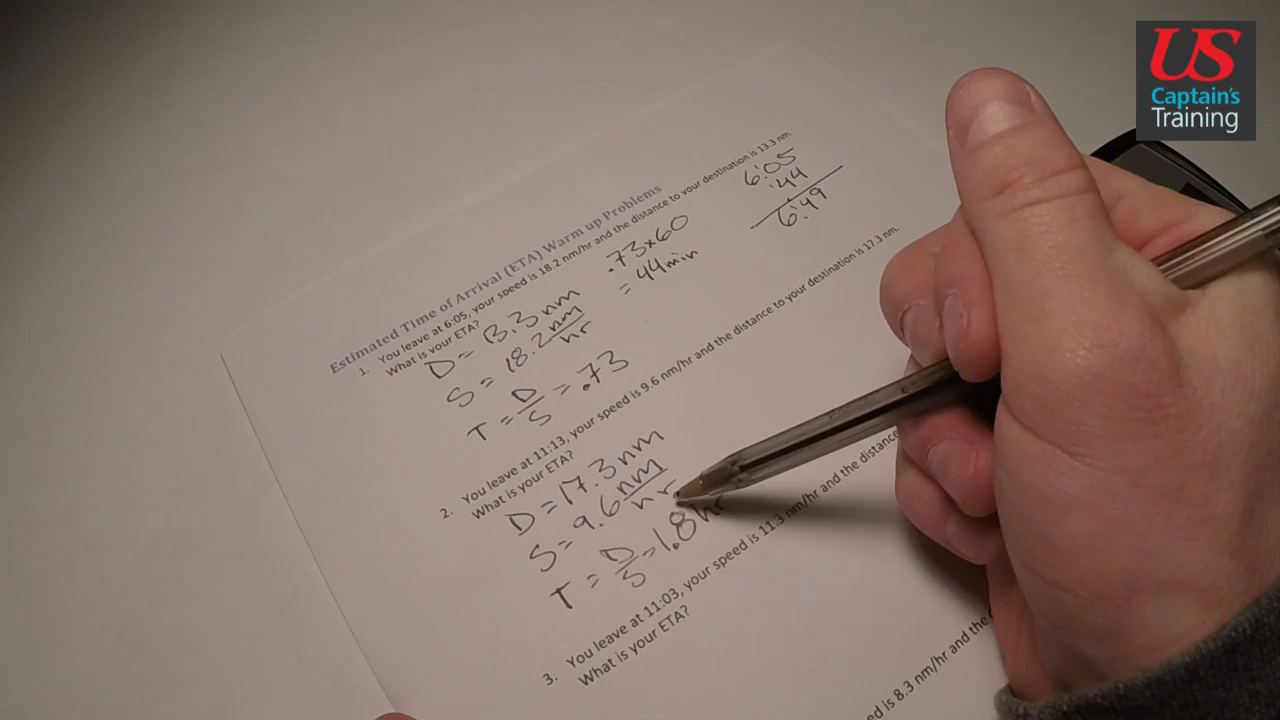 US
Captain's
Training
Estimated Time of Arrival (ETA) Warm up Problems
1. You leave at 6:05, your speed is 18.2 nm/hr and the distance to your destination is 13.3 nm.
What is your ETA?
D = 13.3 nm
S = 18.2 nm/hr
T = D/S = .73
.73x60
= 44min
6:05
:44
6:49
2. You leave at 11:13, your speed is 9.6 nm/hr and the distance to your destination is 17.3 nm.
What is your ETA?
D = 17.3 nm
S = 9.6 nm/hr
T = D/S = 1.8 hr
3. You leave at 11:03, your speed is 11.3 nm/hr and the distance
What is your ETA?
speed is 8.3 nm/hr and the